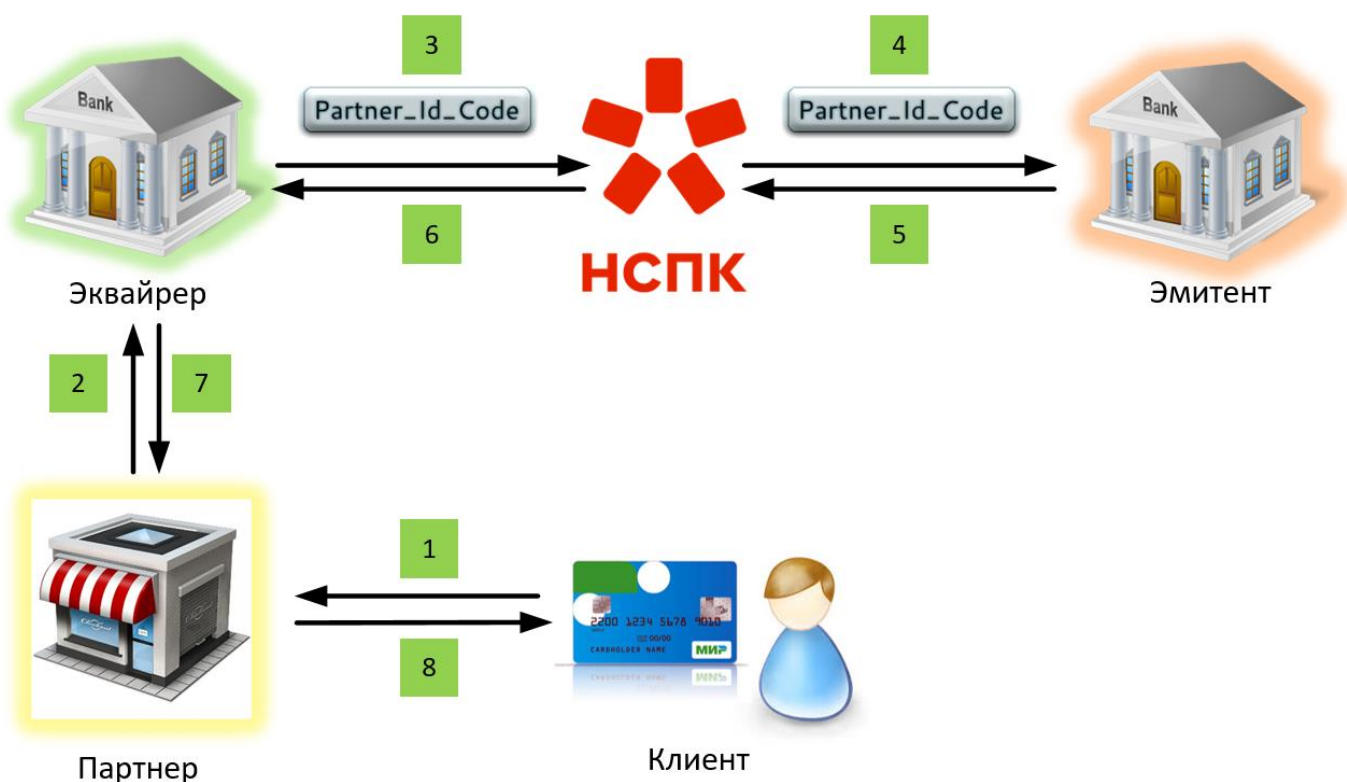 3
4
Bank
Partner_Id_Code
Partner_Id_Code
Bank
6
5
НСПК
Эквайрер
Эмитент
2
7
1
2200 1234 5678 9010
00/00
CARDHOLDER NAME
МИР
8
Партнер
Клиент